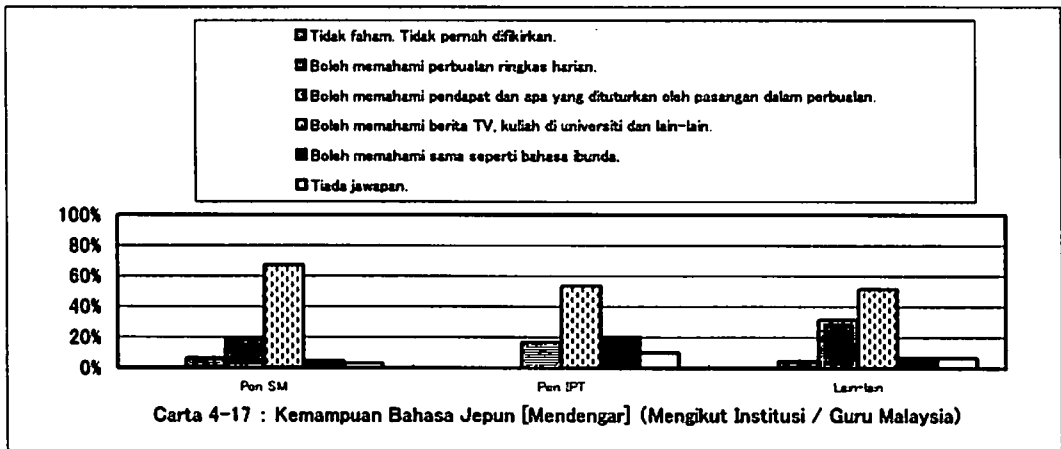 Tidak faham. Tidak pernah difikirkan.
Boleh memahami perbualan ringkas harian.
Boleh memahami pendapat dan apa yang dituturkan oleh pasangan dalam perbualan.
Boleh memahami berita TV, kuliah di universiti dan lain-lain.
Boleh memahami sama seperti bahasa ibunda.
Tiada jawapan.
100%
80%
60%
40%
20%
0%
Pen SM
Pen IPT
Lain-lain
Carta 4-17 : Kemampuan Bahasa Jepun [Mendengar] (Mengikut Institusi / Guru Malaysia)